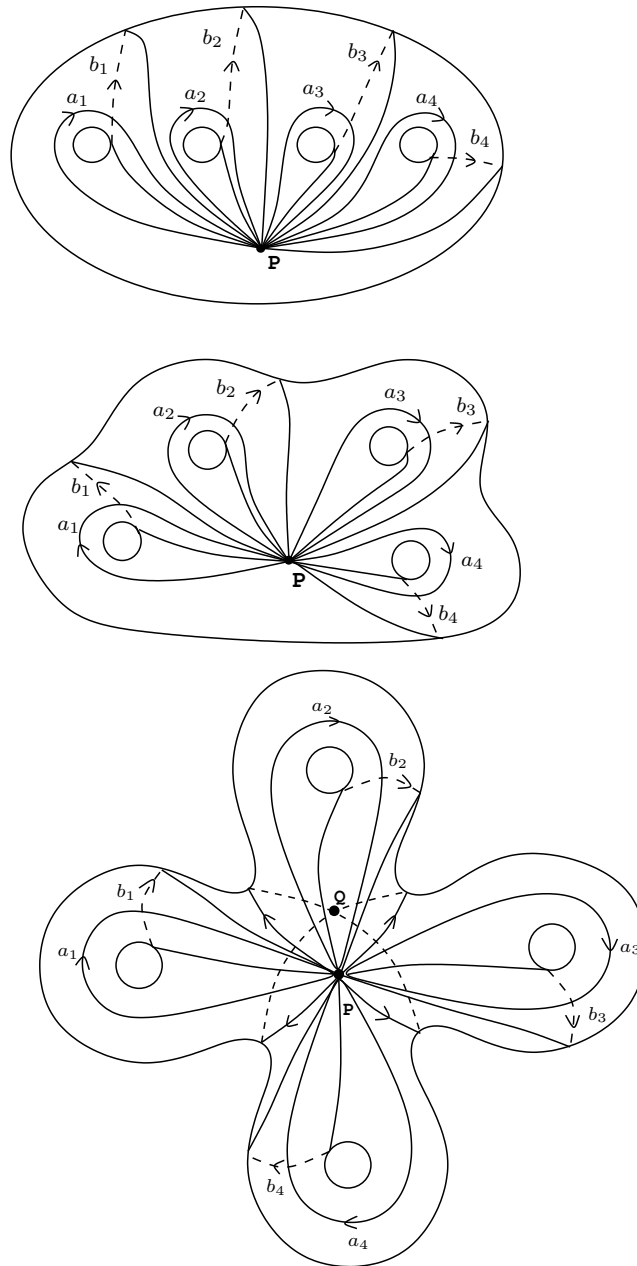 b₂
b₁ b₃
a₁ a₂ a₃ a₄
b₄
P
b₂ a₃
a₂ b₃
b₁
a₁ a₄
P
b₄
a₂
b₂
b₁ Q
a₁ a₃
P b₃
b₄
a₄